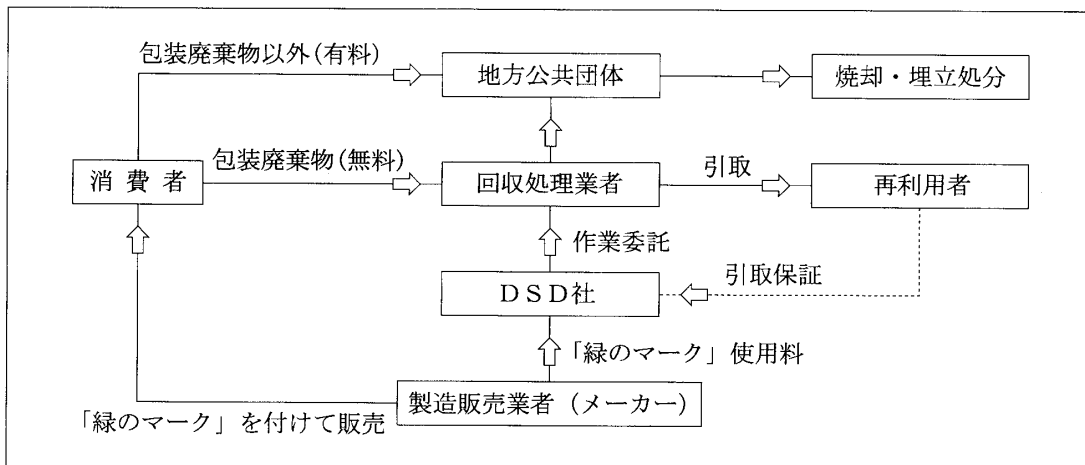 包装廃棄物以外(有料)
地方公共団体
焼却・埋立処分
包装廃棄物(無料)
消費者
回収処理業者
引取
再利用者
作業委託
DSD社
引取保証
「緑のマーク」使用料
製造販売業者(メーカー)
「緑のマーク」を付けて販売